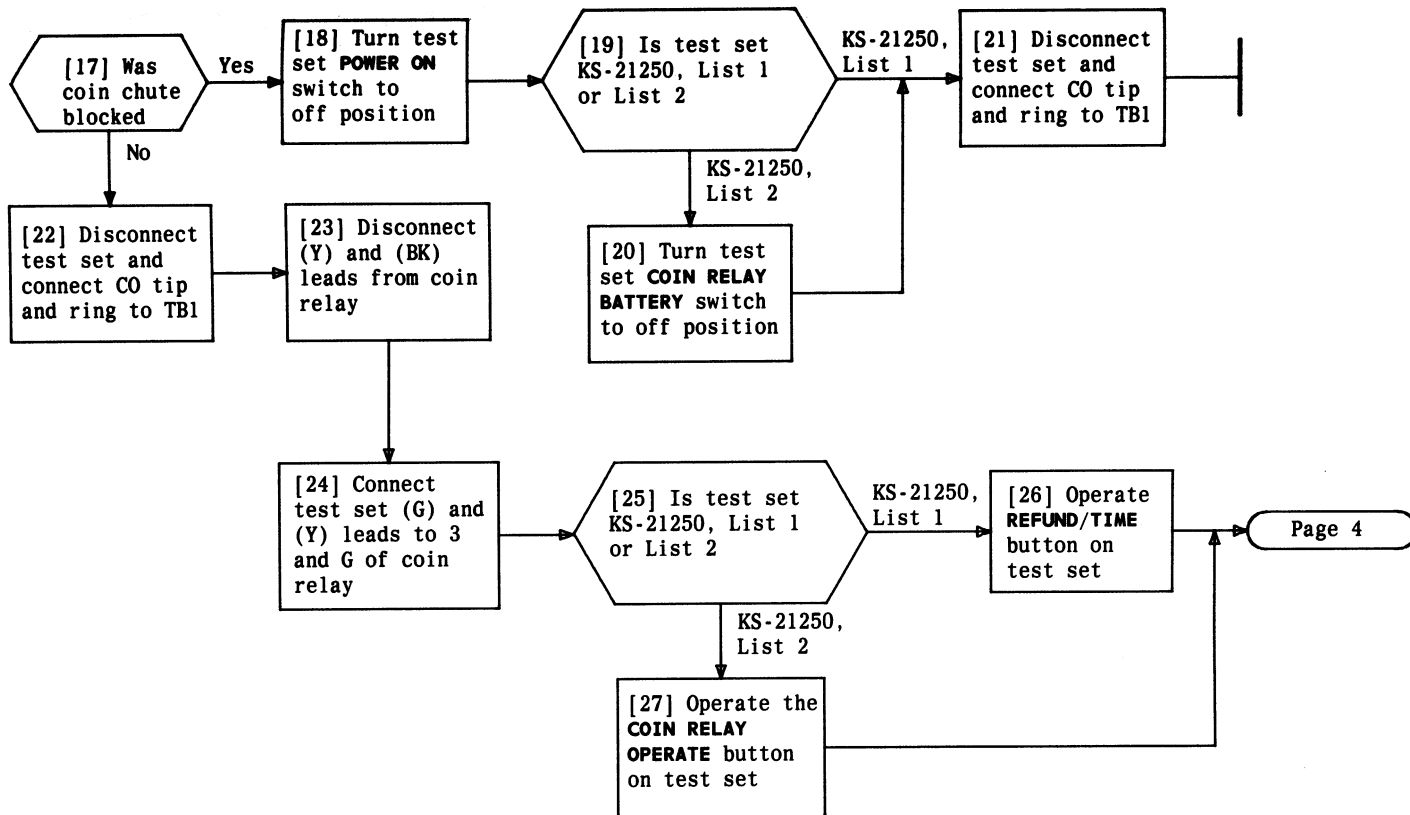 [17] Was
coin chute
blocked
Yes
No
[18] Turn test
set POWER ON
switch to
off position
[19] Is test set
KS-21250, List 1
or List 2
KS-21250,
List 1
KS-21250,
List 2
[20] Turn test
set COIN RELAY
BATTERY switch
to off position
[21] Disconnect
test set and
connect CO tip
and ring to TB1
[22] Disconnect
test set and
connect CO tip
and ring to TB1
[23] Disconnect
(Y) and (BK)
leads from coin
relay
[24] Connect
test set (G) and
(Y) leads to 3
and G of coin
relay
[25] Is test set
KS-21250, List 1
or List 2
KS-21250,
List 1
KS-21250,
List 2
[26] Operate
REFUND/TIME
button on
test set
[27] Operate the
COIN RELAY
OPERATE button
on test set
Page 4